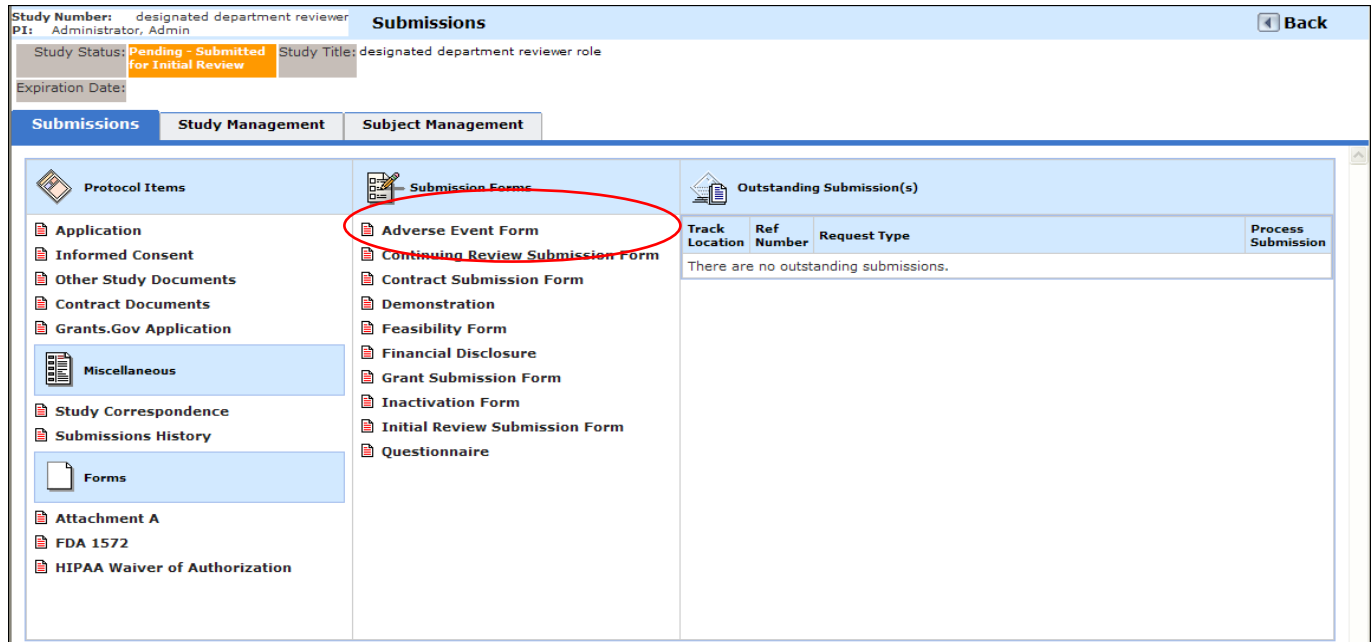 Study Number: designated department reviewer
PI: Administrator, Admin
Submissions
Back
Study Status: Pending - Submitted for Initial Review
Study Title: designated department reviewer role
Expiration Date:
Submissions
Study Management
Subject Management
Protocol Items
Application
Informed Consent
Other Study Documents
Contract Documents
Grants.Gov Application
Miscellaneous
Study Correspondence
Submissions History
Forms
Attachment A
FDA 1572
HIPAA Waiver of Authorization
Submission Forms
Adverse Event Form
Continuing Review Submission Form
Contract Submission Form
Demonstration
Feasibility Form
Financial Disclosure
Grant Submission Form
Inactivation Form
Initial Review Submission Form
Questionnaire
Outstanding Submission(s)
Track Location
Ref Number
Request Type
Process Submission
There are no outstanding submissions.